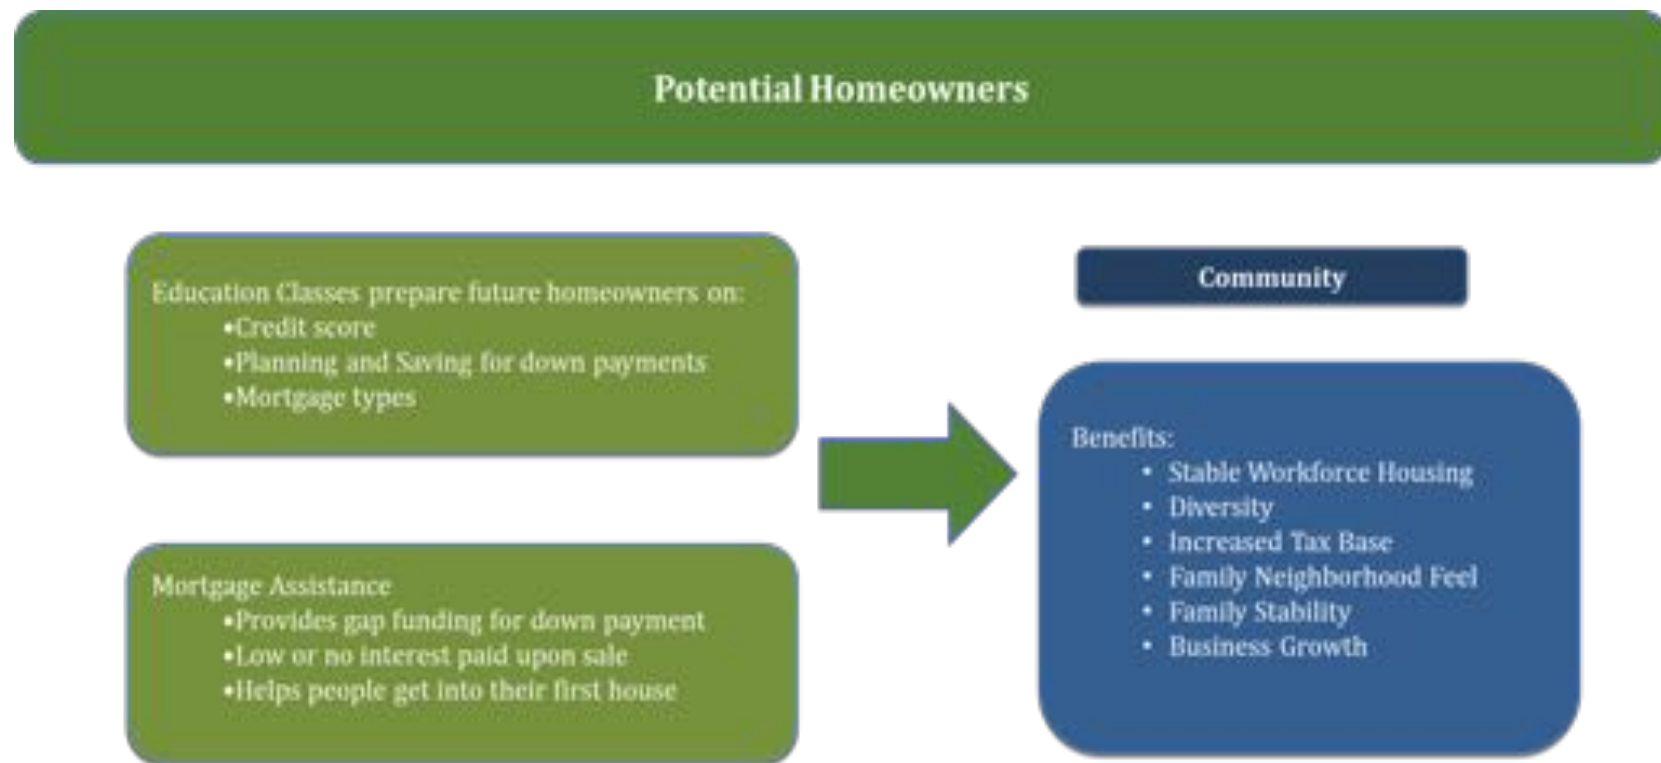 Potential Homeowners
Education Classes prepare future homeowners on:
•Credit score
•Planning and Saving for down payments
•Mortgage types
Mortgage Assistance
•Provides gap funding for down payment
•Low or no interest paid upon sale
•Helps people get into their first house
Community
Benefits:
• Stable Workforce Housing
• Diversity
• Increased Tax Base
• Family Neighborhood Feel
• Family Stability
• Business Growth